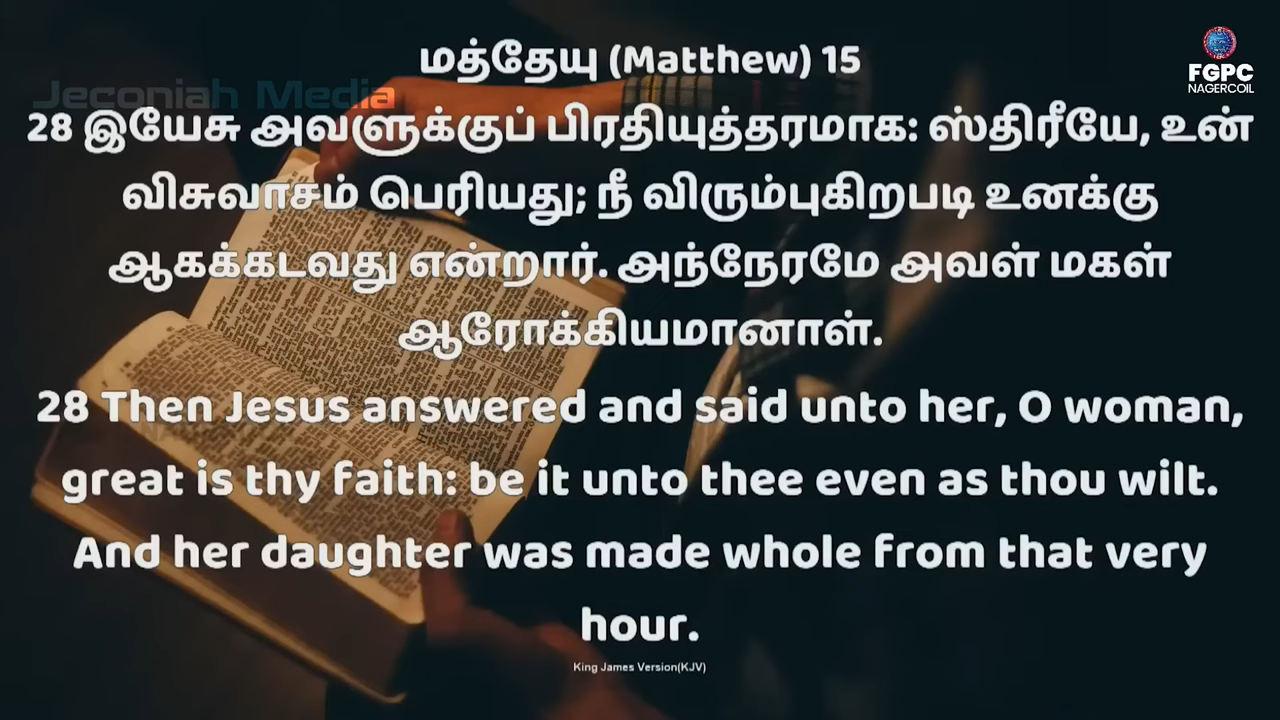 மத்தேயு (Matthew) 15
FGPC
NAGERCOIL
Jeconiah Media
28 இயேசு அவளுக்குப் பிரதியுத்தரமாக: ஸ்திரீயே, உன்
விசுவாசம் பெரியது; நீ விரும்புகிறபடி உனக்கு
ஆகக்கடவது என்றார். அந்நேரமே அவள் மகள்
ஆரோக்கியமானாள்.
28 Then Jesus answered and said unto her, O woman,
great is thy faith: be it unto thee even as thou wilt.
And her daughter was made whole from that very
hour.
King James Version(KJV)